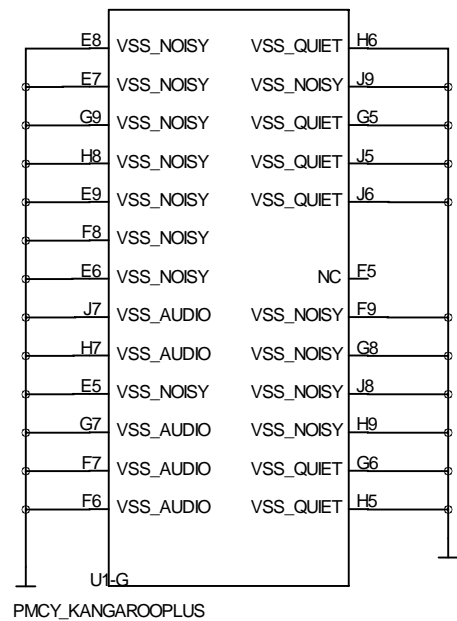 E8 VSS_NOISY VSS_QUIET H6
E7 VSS_NOISY VSS_NOISY J9
G9 VSS_NOISY VSS_QUIET G5
H8 VSS_NOISY VSS_QUIET J5
E9 VSS_NOISY VSS_QUIET J6
F8 VSS_NOISY
E6 VSS_NOISY NC F5
J7 VSS_AUDIO VSS_NOISY F9
H7 VSS_AUDIO VSS_NOISY G8
E5 VSS_NOISY VSS_NOISY J8
G7 VSS_AUDIO VSS_NOISY H9
F7 VSS_AUDIO VSS_QUIET G6
F6 VSS_AUDIO VSS_QUIET H5
U1-G
PMCY_KANGAROOPLUS